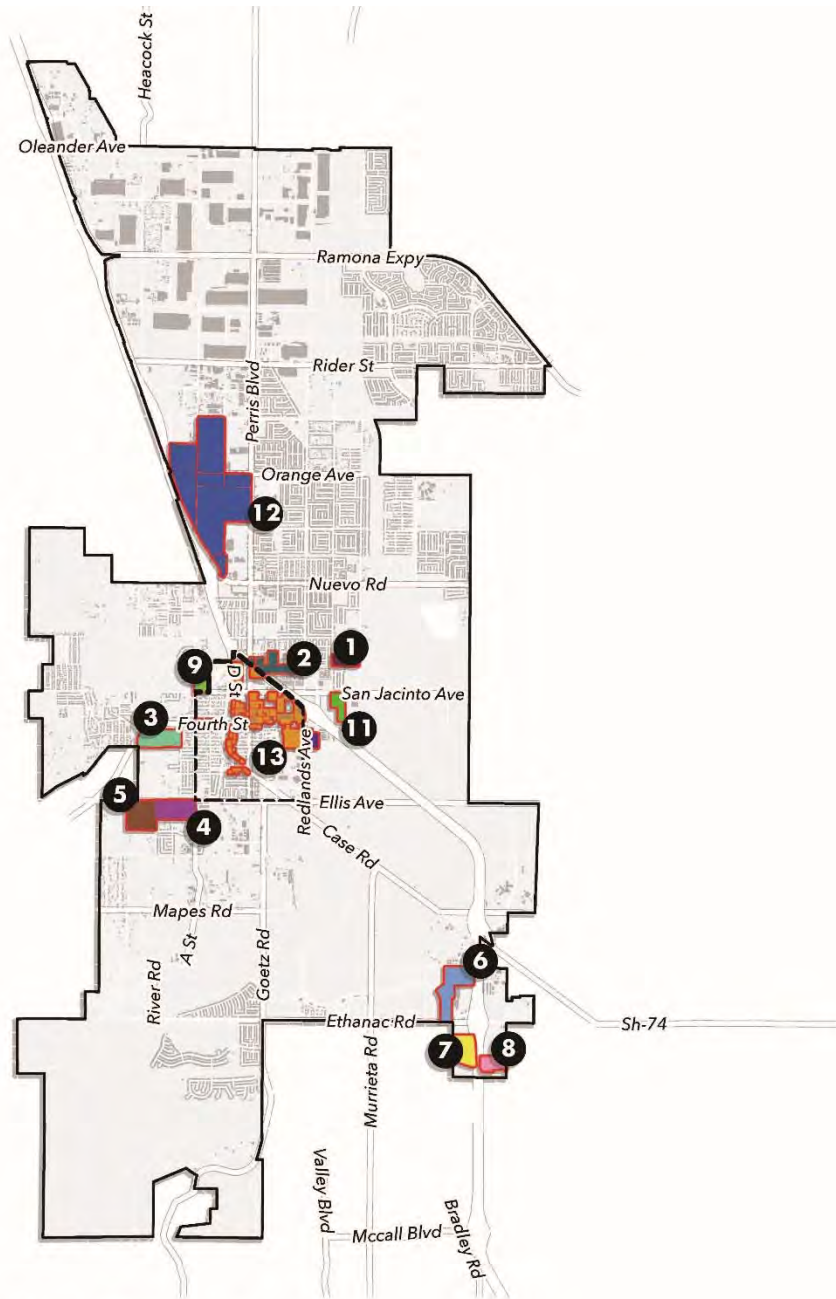 Heacock St
Oleander Ave
Ramona Expy
Rider St
Perris Blvd
Orange Ave
12
Nuevo Rd
9
D St
2
1
San Jacinto Ave
3
Fourth St
11
13
Redlands Ave
5
4
Ellis Ave
Case Rd
Mapes Rd
A St
6
River Rd
Goetz Rd
Ethanac Rd
Sh-74
7
8
Murrieta Rd
Valley Blvd
Mccall Blvd
Bradley Rd